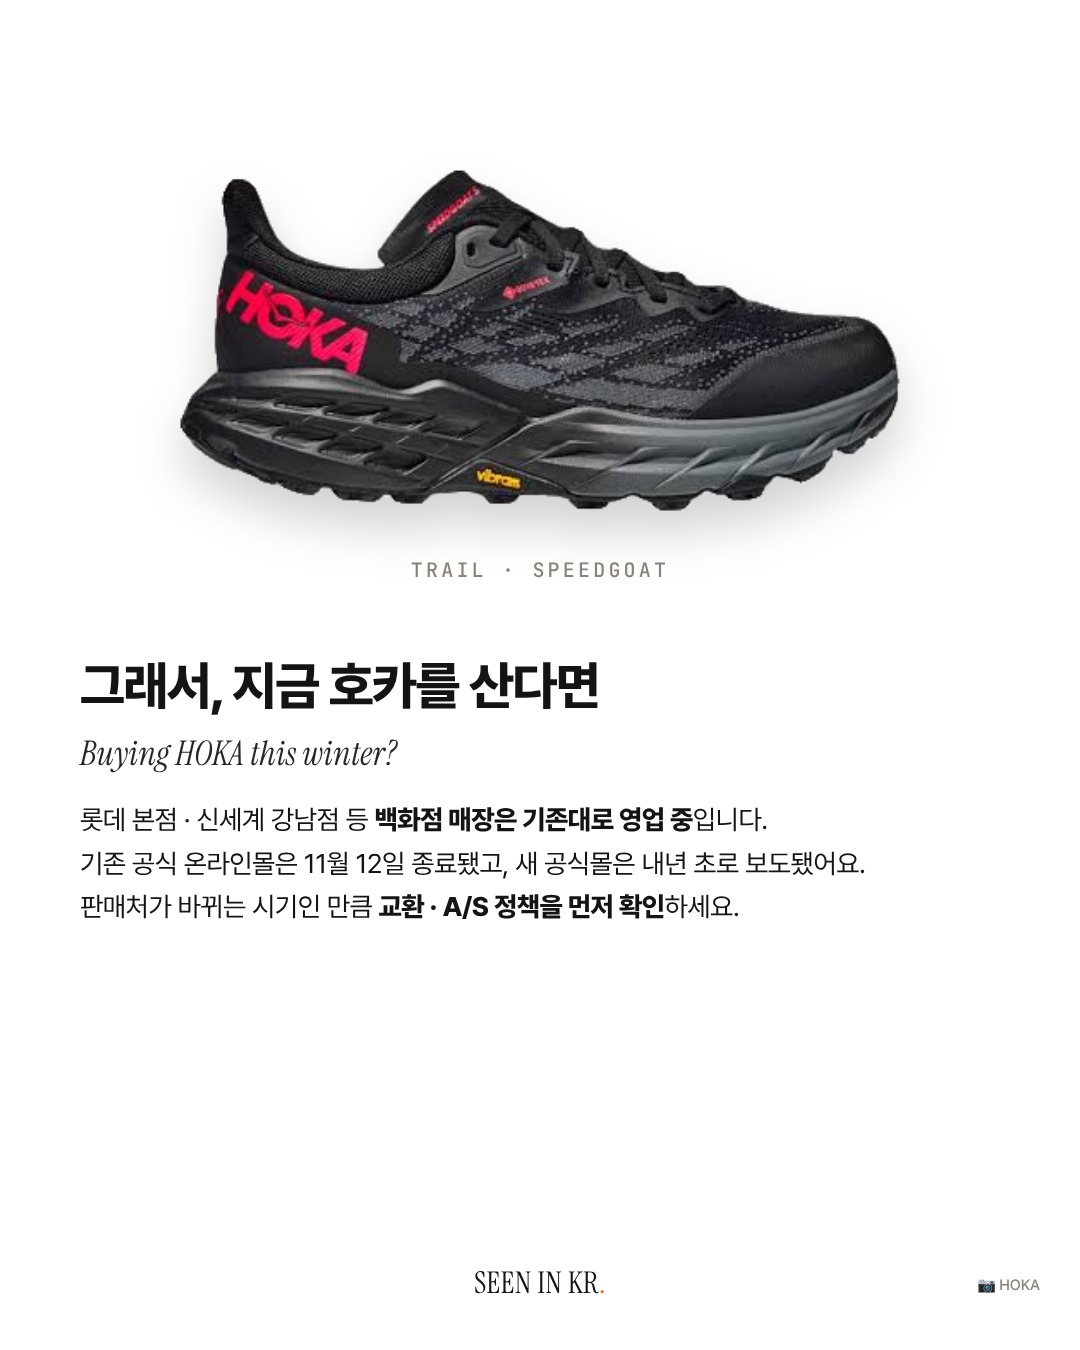 SPEEDGOAT 5
GORE-TEX
HOKA
vibram
TRAIL · SPEEDGOAT
그래서, 지금 호카를 산다면
Buying HOKA this winter?
롯데 본점 · 신세계 강남점 등 백화점 매장은 기존대로 영업 중입니다.
기존 공식 온라인몰은 11월 12일 종료됐고, 새 공식몰은 내년 초로 보도됐어요.
판매처가 바뀌는 시기인 만큼 교환 · A/S 정책을 먼저 확인하세요.
SEEN IN KR.
📷 HOKA